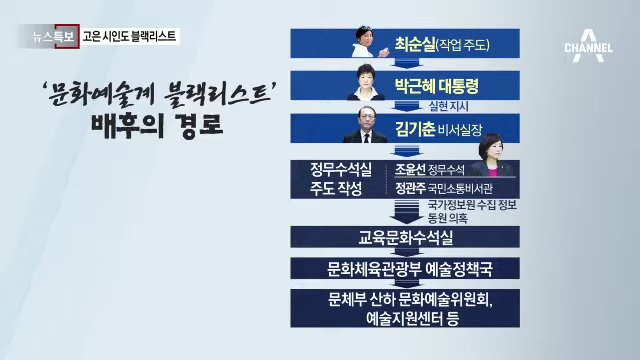 뉴스특보
고은 시인도 블랙리스트
CHANNEL A
'문화예술계 블랙리스트'
배후의 경로
최순실(작업 주도)
박근혜 대통령
실현 지시
김기춘 비서실장
정무수석실
주도 작성
조윤선 정무수석
정관주 국민소통비서관
국가정보원 수집 정보
동원 의혹
교육문화수석실
문화체육관광부 예술정책국
문체부 산하 문화예술위원회,
예술지원센터 등